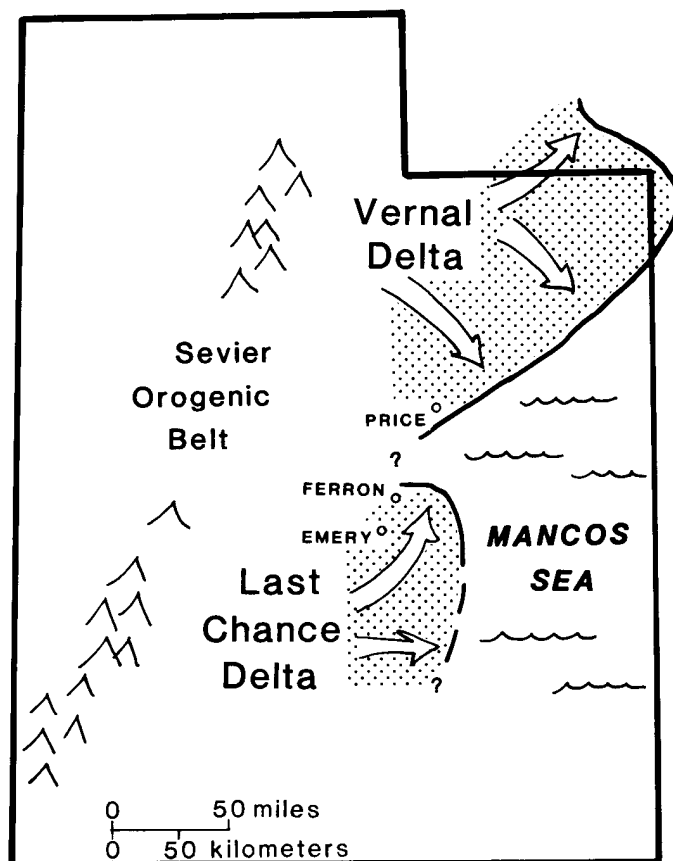 Vernal
Delta
Sevier
Orogenic
Belt
PRICE
?
FERRON
EMERY
MANCOS
SEA
Last
Chance
Delta
?
0 50 miles
0 50 kilometers